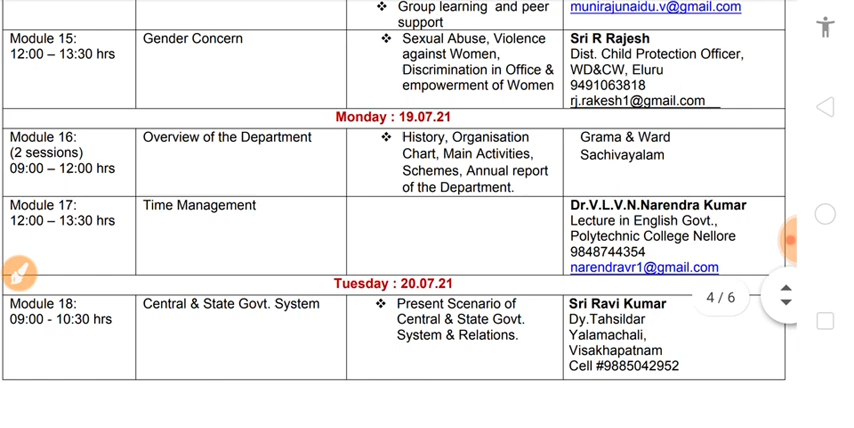 ❖ Group learning and peer
support
munirajunaidu.v@gmail.com
Module 15:
12:00 – 13:30 hrs
Gender Concern
❖ Sexual Abuse, Violence
against Women,
Discrimination in Office &
empowerment of Women
Sri R Rajesh
Dist. Child Protection Officer,
WD&CW, Eluru
9491063818
rj.rakesh1@gmail.com
Monday : 19.07.21
Module 16:
(2 sessions)
09:00 – 12:00 hrs
Overview of the Department
❖ History, Organisation
Chart, Main Activities,
Schemes, Annual report
of the Department.
Grama & Ward
Sachivayalam
Module 17:
12:00 – 13:30 hrs
Time Management
Dr.V.L.V.N.Narendra Kumar
Lecture in English Govt.,
Polytechnic College Nellore
9848744354
narendravr1@gmail.com
Tuesday : 20.07.21
Module 18:
09:00 - 10:30 hrs
Central & State Govt. System
❖ Present Scenario of
Central & State Govt.
System & Relations.
Sri Ravi Kumar
Dy.Tahsildar
Yalamachali,
Visakhapatnam
Cell #9885042952
4 / 6